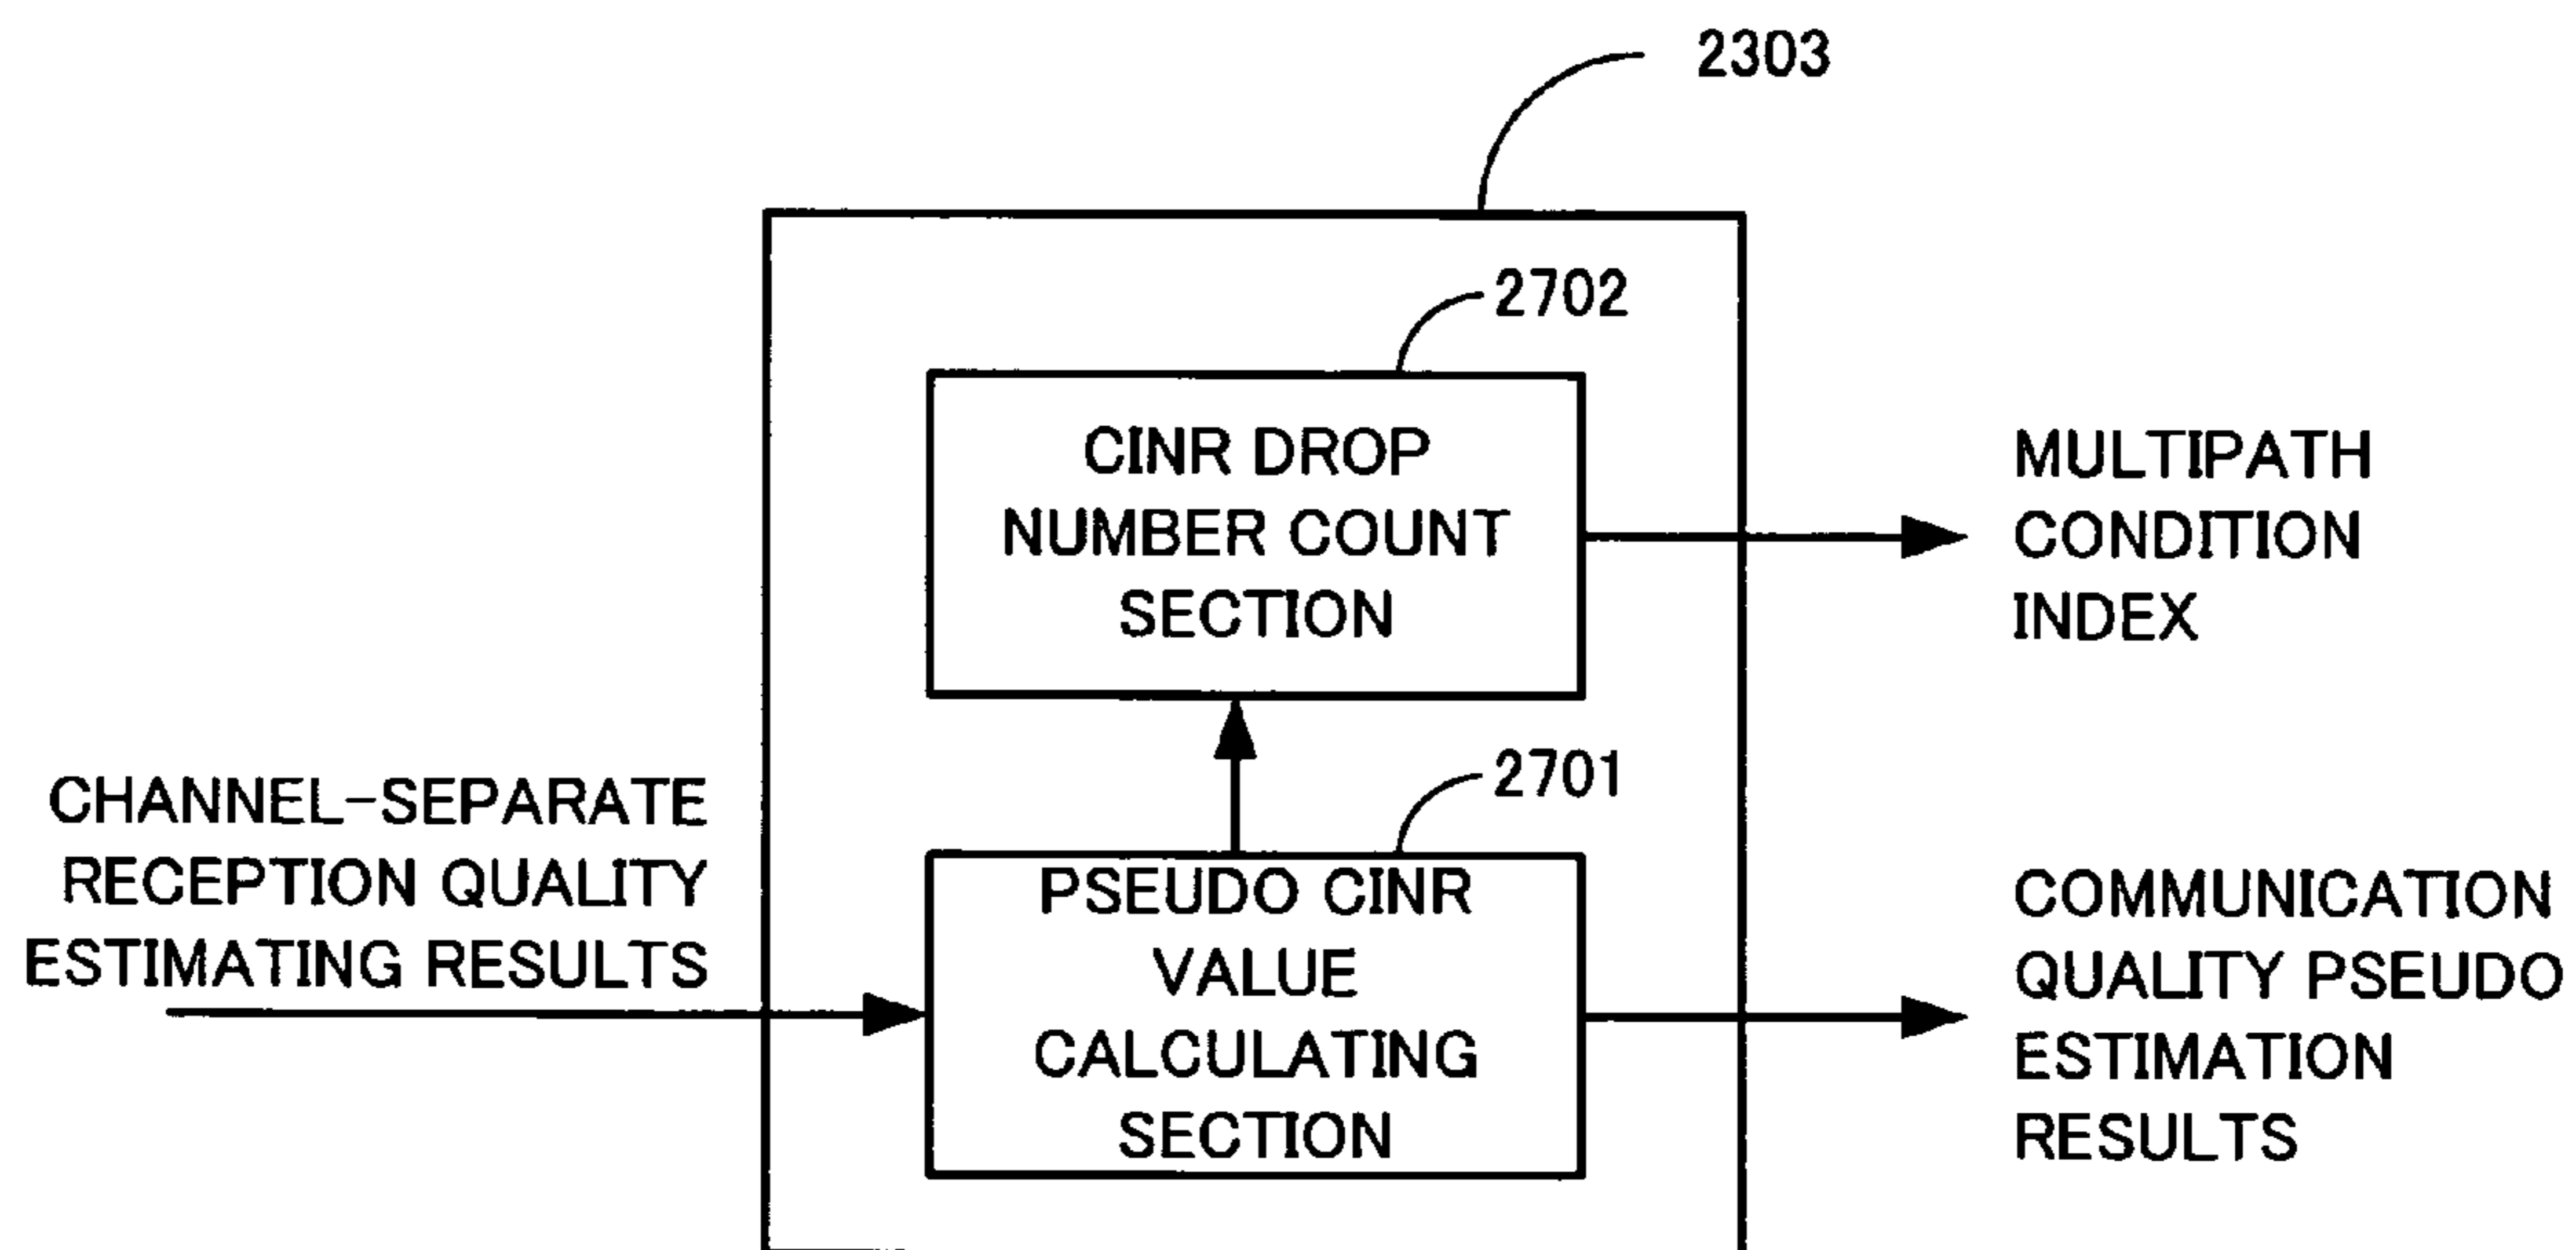 2303
2702
CINR DROP
NUMBER COUNT
SECTION
MULTIPATH
CONDITION
INDEX
CHANNEL-SEPARATE
RECEPTION QUALITY
ESTIMATING RESULTS
2701
PSEUDO CINR
VALUE
CALCULATING
SECTION
COMMUNICATION
QUALITY PSEUDO
ESTIMATION
RESULTS